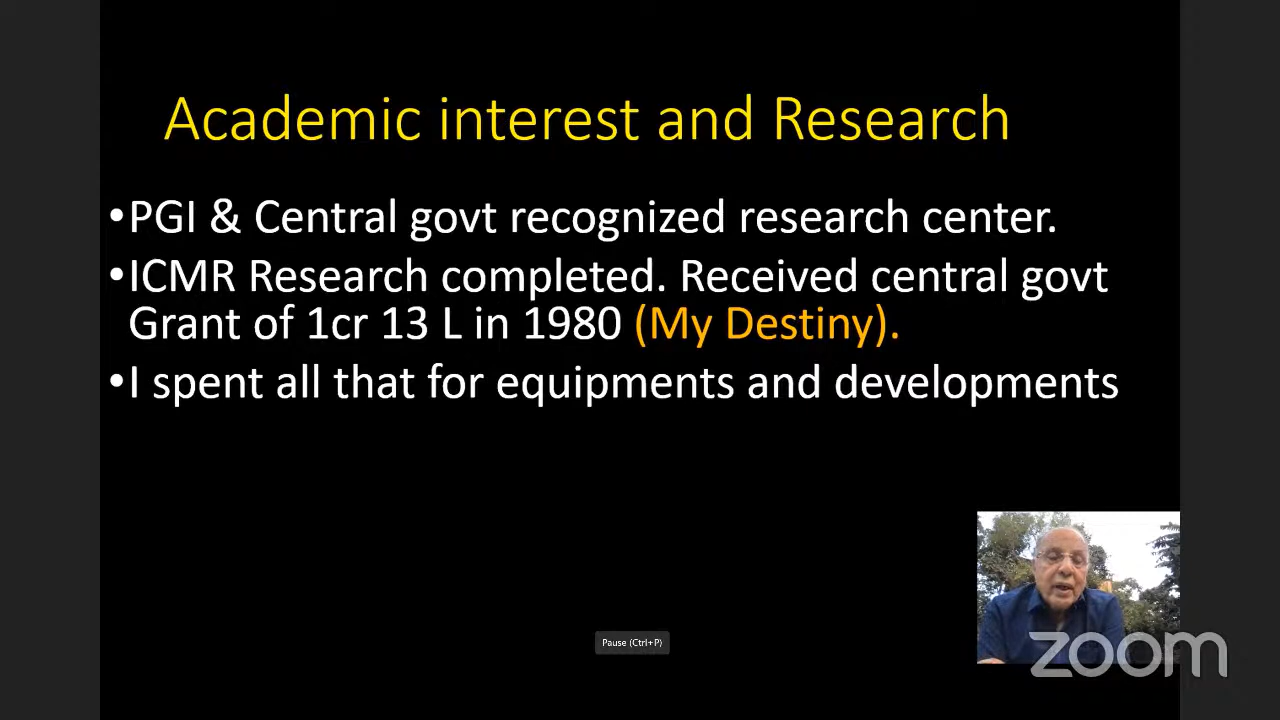 Academic interest and Research
•PGI & Central govt recognized research center.
•ICMR Research completed. Received central govt
Grant of 1cr 13 L in 1980 (My Destiny).
•I spent all that for equipments and developments
Pause (Ctrl+P)
zoom